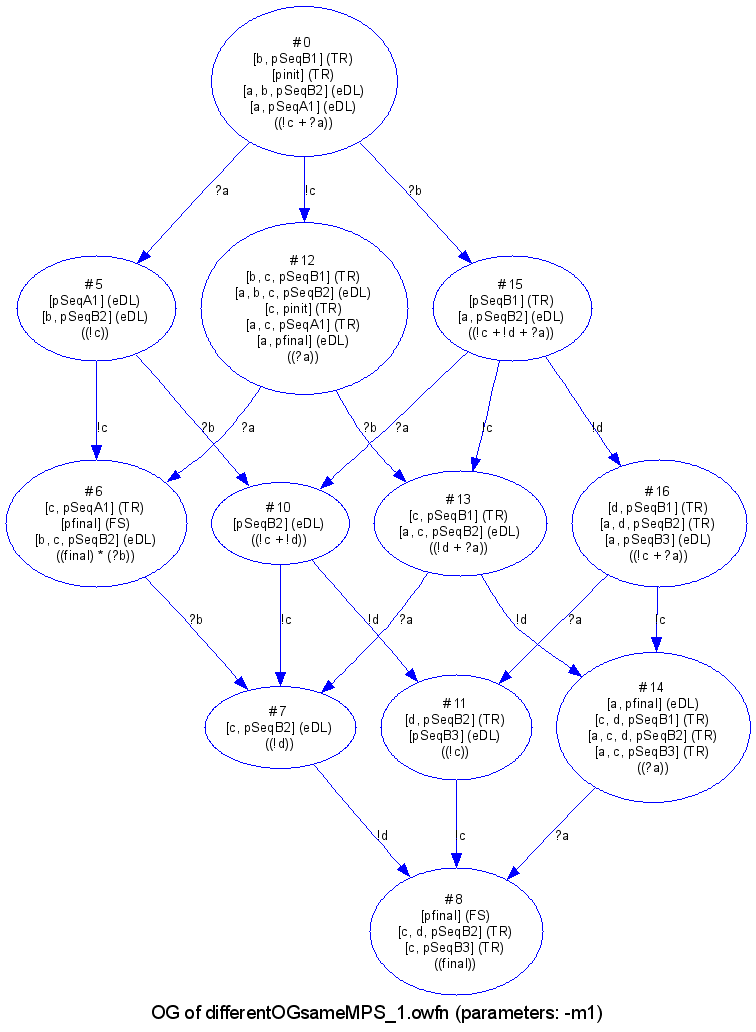 #0
[b, pSeqB1] (TR)
[pinit] (TR)
[a, b, pSeqB2] (eDL)
[a, pSeqA1] (eDL)
((!c + ?a))
?a
!c
?b
#5
[pSeqA1] (eDL)
[b, pSeqB2] (eDL)
((!c))
#12
[b, c, pSeqB1] (TR)
[a, b, c, pSeqB2] (eDL)
[c, pinit] (TR)
[a, c, pSeqA1] (TR)
[a, pfinal] (eDL)
((?a))
#15
[pSeqB1] (TR)
[a, pSeqB2] (eDL)
((!c + !d + ?a))
!c
?b
?a
?b
?a
!c
!d
#6
[c, pSeqA1] (TR)
[pfinal] (FS)
[b, c, pSeqB2] (eDL)
((final) * (?b))
#10
[pSeqB2] (eDL)
((!c + !d))
#13
[c, pSeqB1] (TR)
[a, c, pSeqB2] (eDL)
((!d + ?a))
#16
[d, pSeqB1] (TR)
[a, d, pSeqB2] (TR)
[a, pSeqB3] (eDL)
((!c + ?a))
?b
!c
!d
?a
!d
?a
!c
#7
[c, pSeqB2] (eDL)
((!d))
#11
[d, pSeqB2] (TR)
[pSeqB3] (eDL)
((!c))
#14
[a, pfinal] (eDL)
[c, d, pSeqB1] (TR)
[a, c, d, pSeqB2] (TR)
[a, c, pSeqB3] (TR)
((?a))
!d
!c
?a
#8
[pfinal] (FS)
[c, d, pSeqB2] (TR)
[c, pSeqB3] (TR)
((final))
OG of differentOGsameMPS_1.owfn (parameters: -m1)